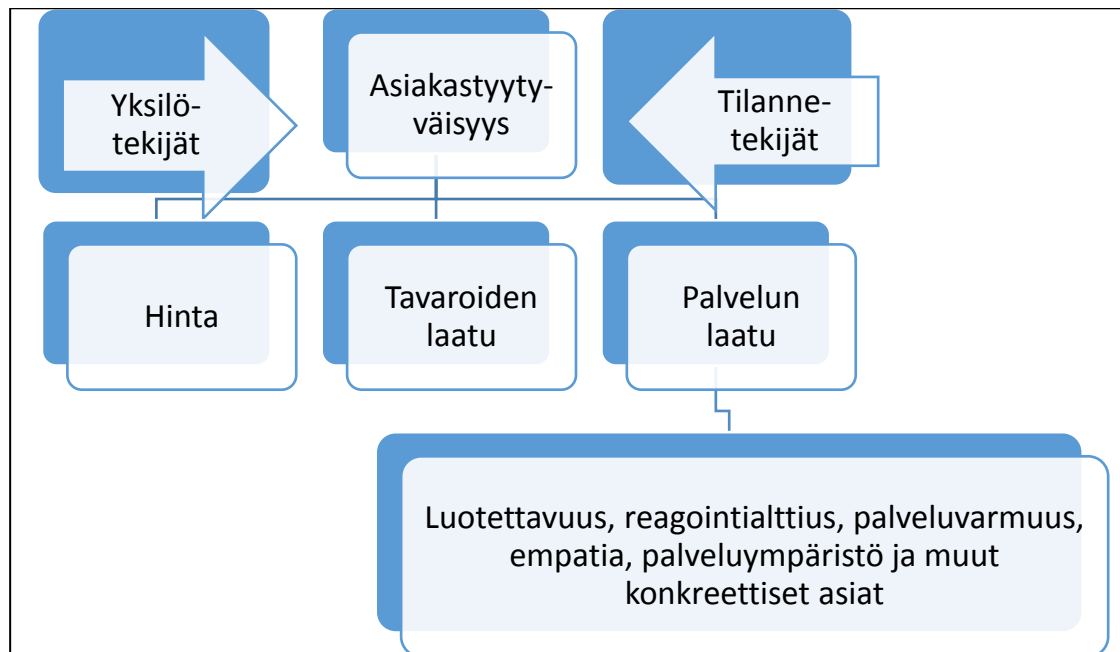 Yksilö-
tekijät
Asiakastyyty-
väisyys
Tilanne-
tekijät
Hinta
Tavaroiden
laatu
Palvelun
laatu
Luotettavuus, reagointialttius, palveluvarmuus,
empatia, palveluympäristö ja muut
konkreettiset asiat